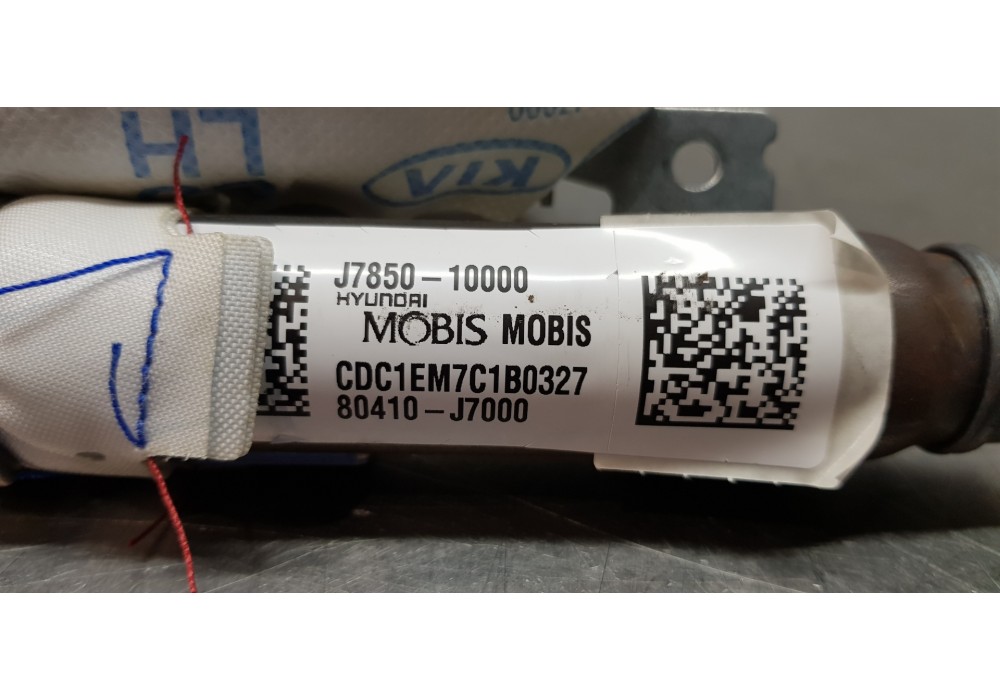 LH
KIA
J7850-10000
HYUNDAI
MOBIS MOBIS
CDC1EM7C1B0327
80410-J7000